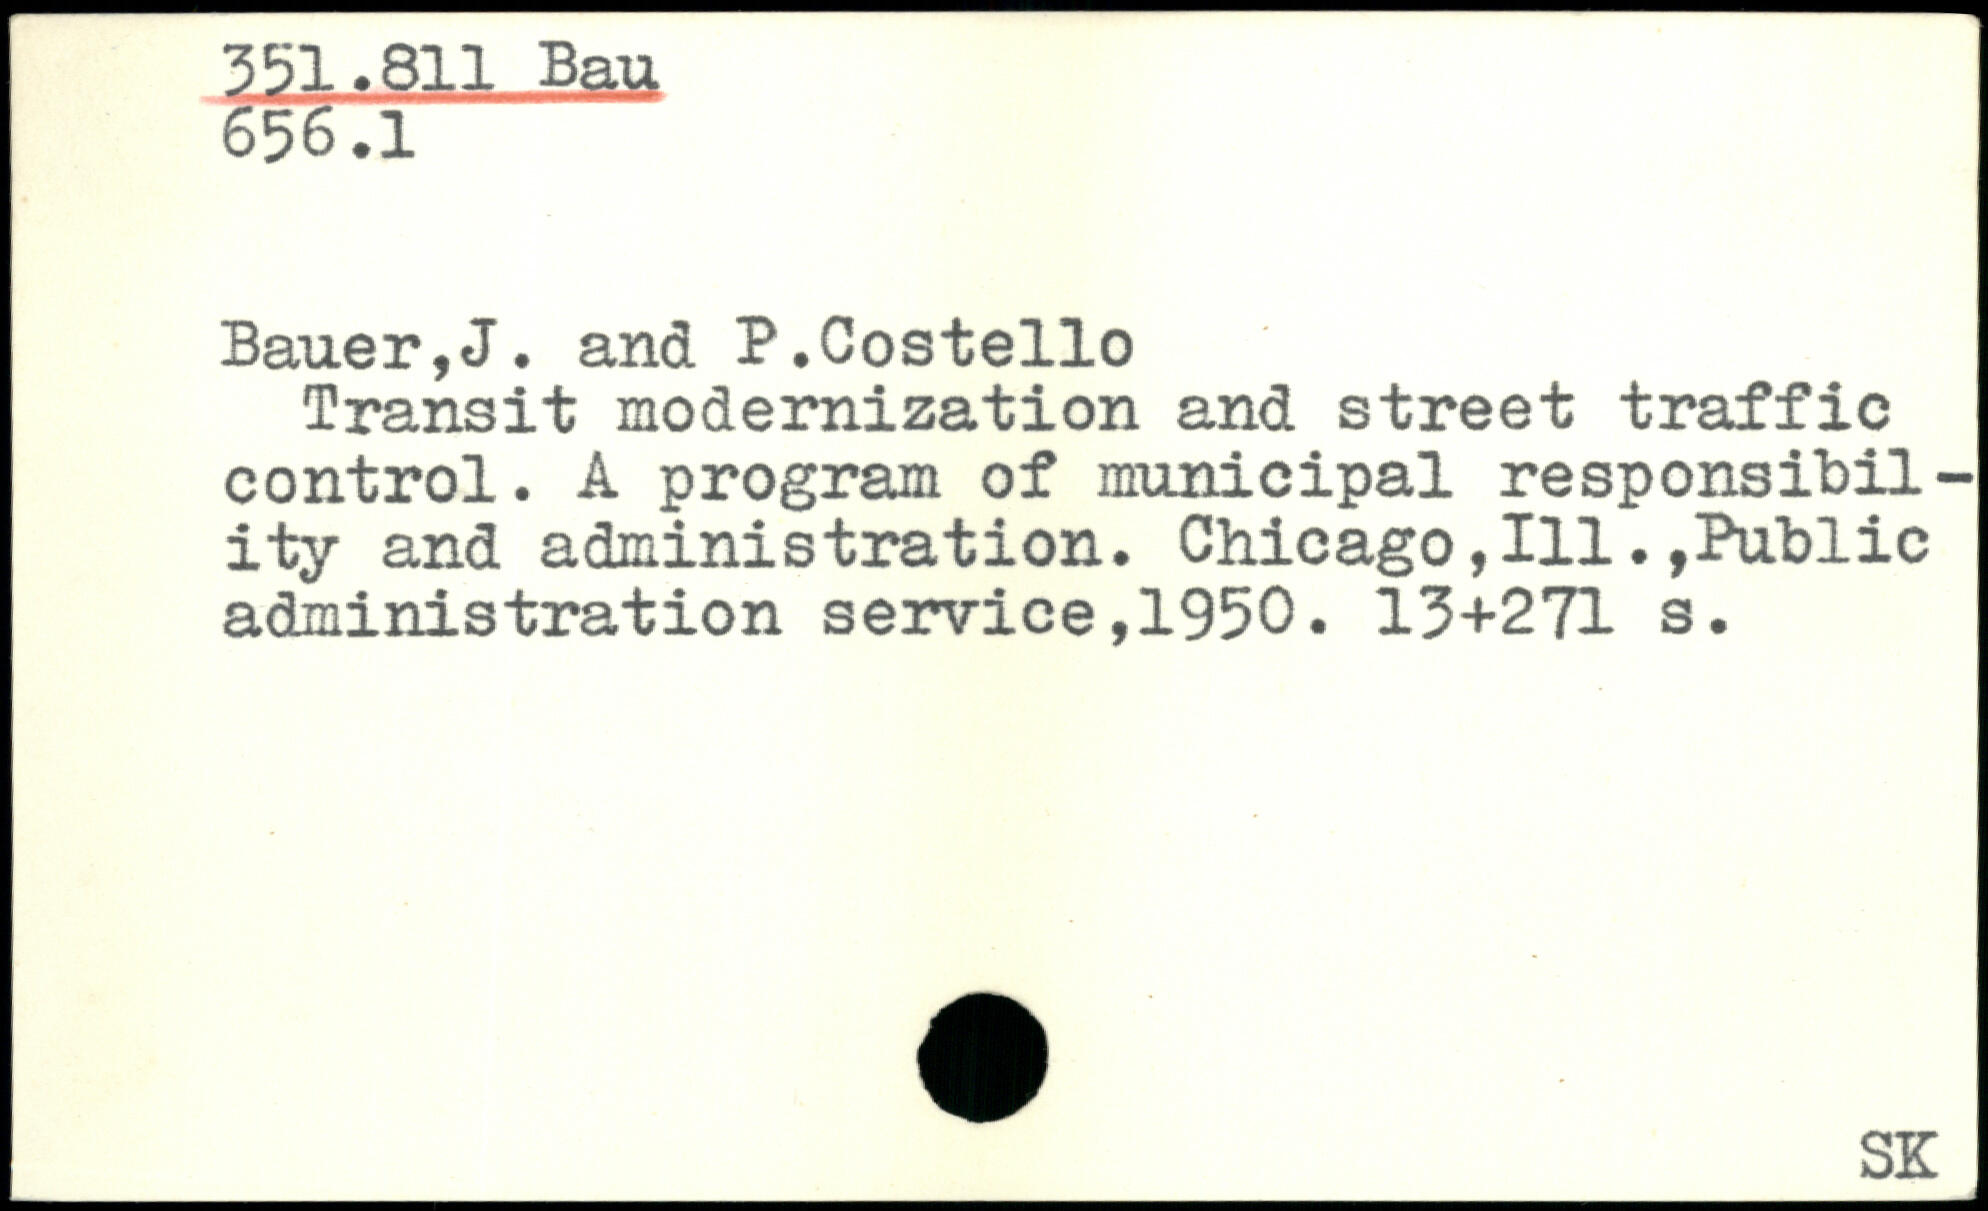 351.811 Bau
656.1
Bauer,J. and P.Costello
Transit modernization and street traffic
control. A program of municipal responsibil-
ity and administration. Chicago,Ill.,Public
administration service,1950. 13+271 s.
SK